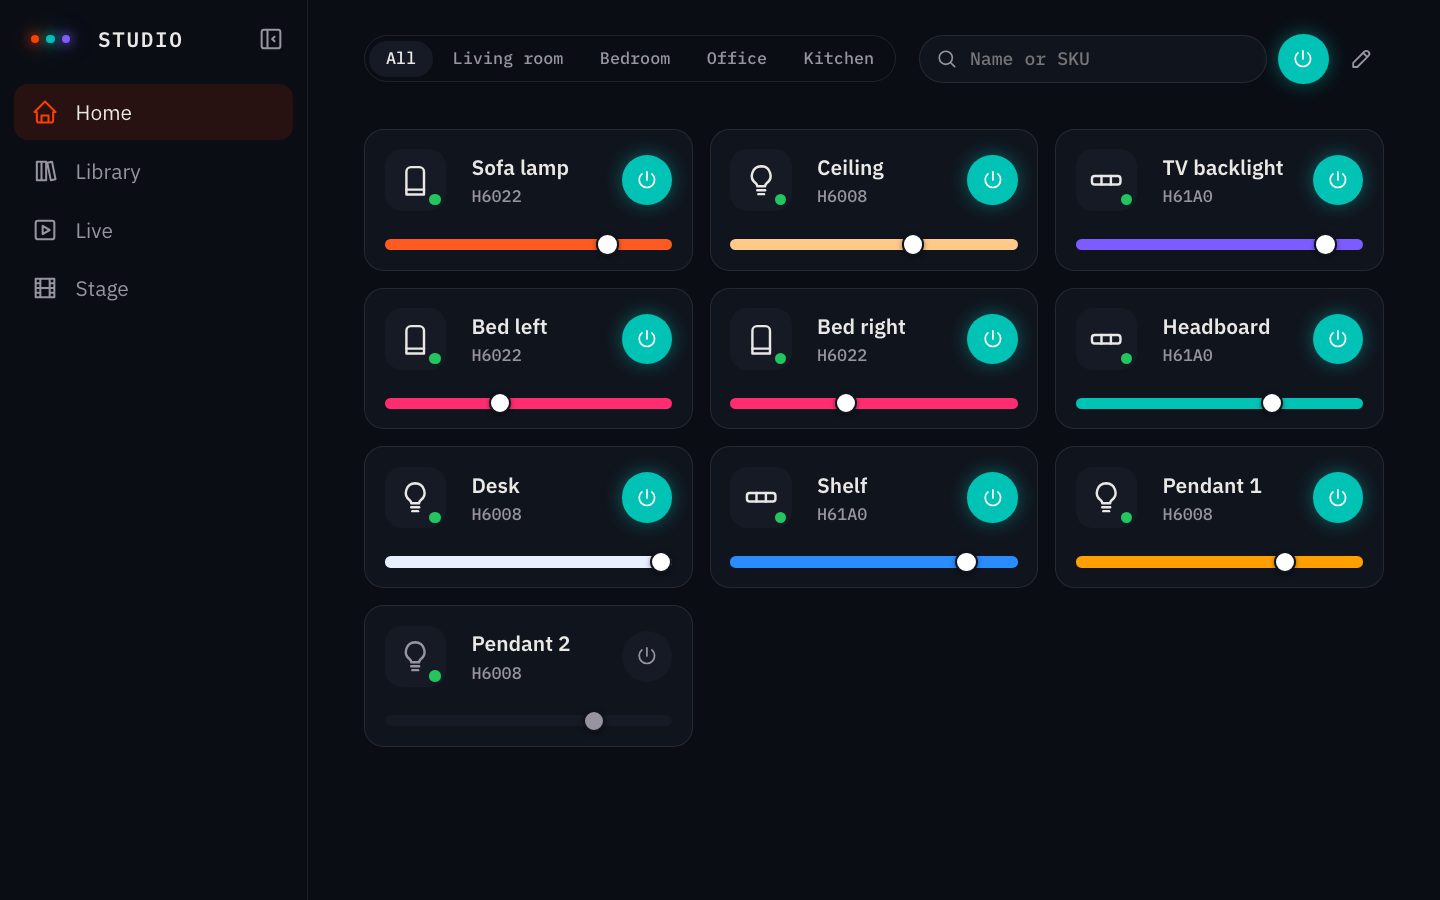 STUDIO
Home
Library
Live
Stage
All
Living room
Bedroom
Office
Kitchen
Name or SKU
Sofa lamp
H6022
Ceiling
H6008
TV backlight
H61A0
Bed left
H6022
Bed right
H6022
Headboard
H61A0
Desk
H6008
Shelf
H61A0
Pendant 1
H6008
Pendant 2
H6008